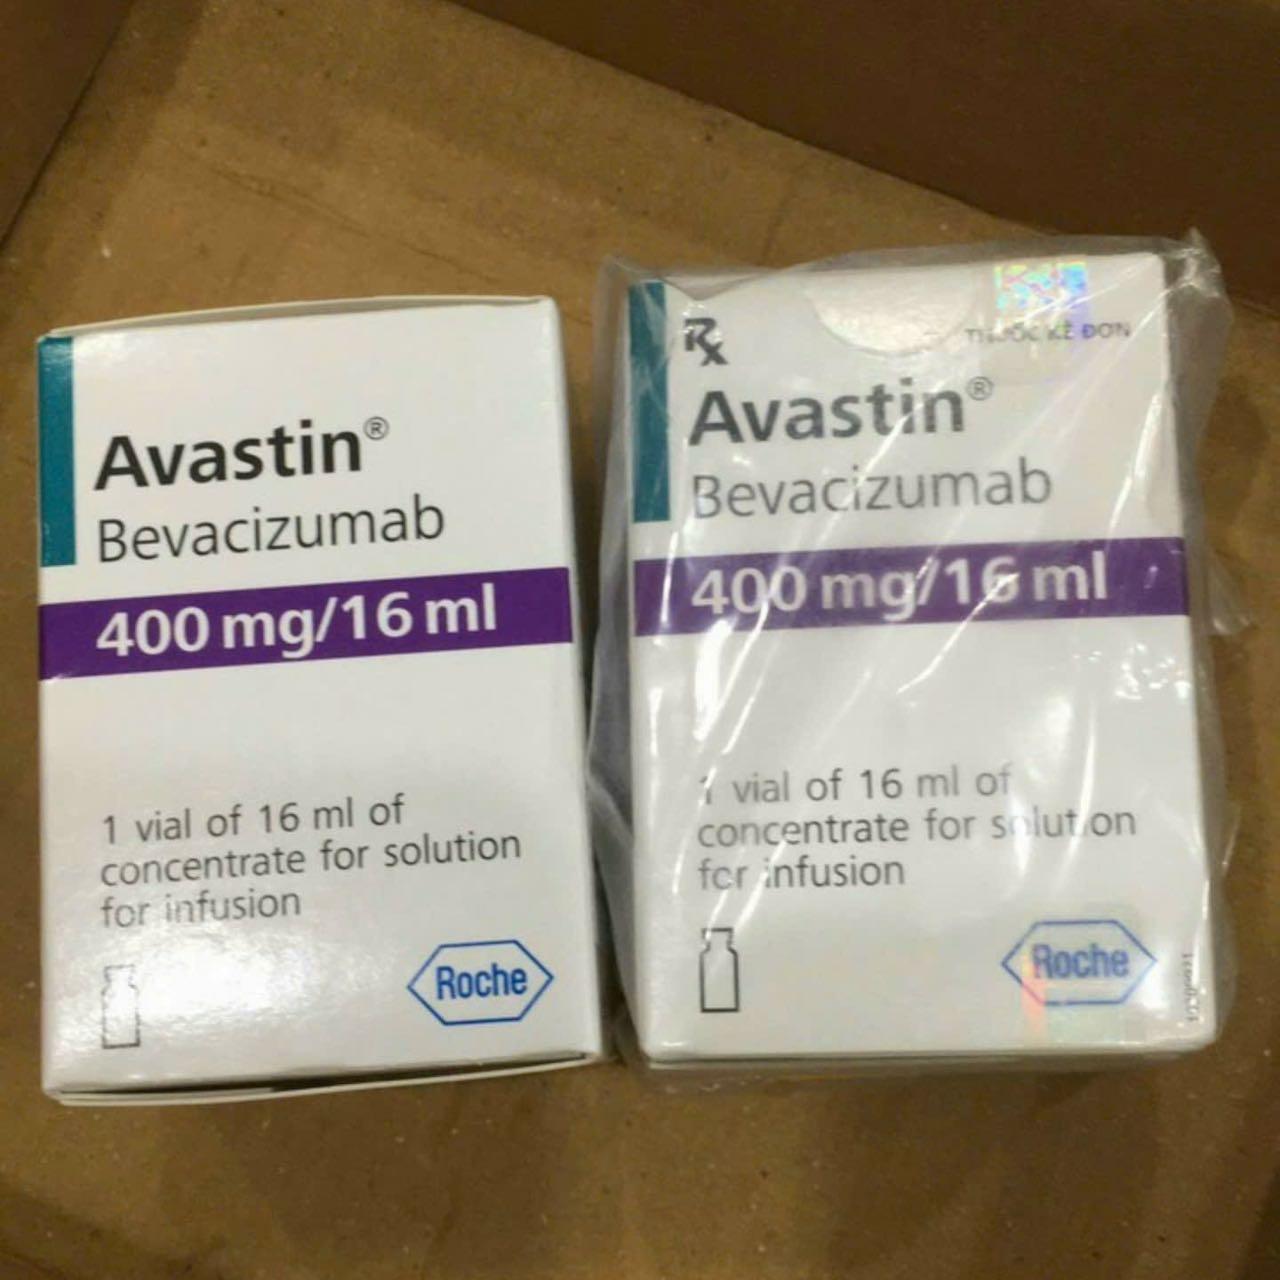 Avastin®
Bevacizumab
400 mg/16 ml
1 vial of 16 ml of
concentrate for solution
for infusion
Roche
Rx
THUỐC KÊ ĐƠN
Avastin®
Bevacizumab
400 mg/16 ml
1 vial of 16 ml of
concentrate for solution
for infusion
Roche